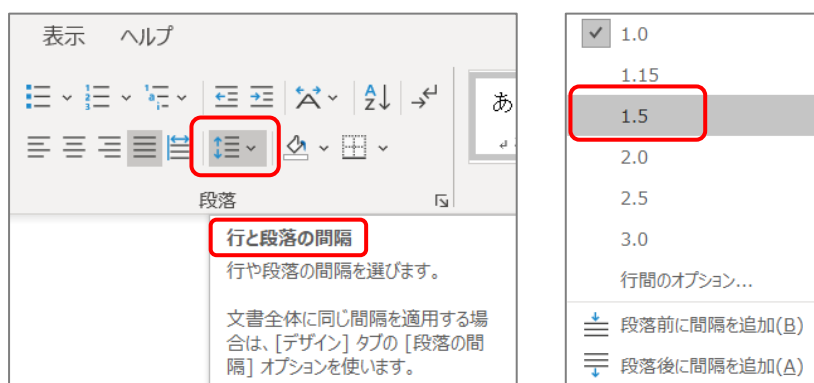 表示 ヘルプ
段落
あ
行と段落の間隔
行や段落の間隔を選びます。
文書全体に同じ間隔を適用する場
合は、[デザイン] タブの [段落の間
隔] オプションを使います。
1.0
1.15
1.5
2.0
2.5
3.0
行間のオプション...
段落前に間隔を追加(B)
段落後に間隔を追加(A)